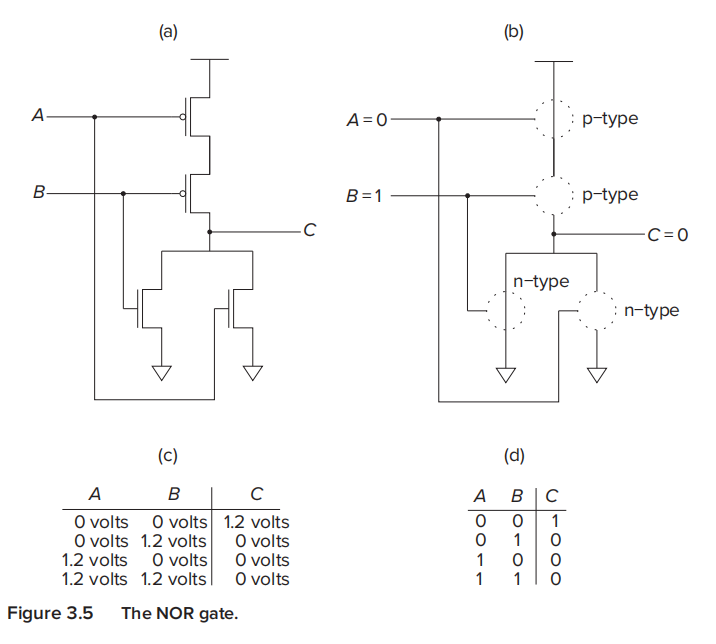 (a)
A
B
C
(b)
A = 0
p–type
B = 1
p–type
C = 0
n–type
n–type
(c)
A B C
0 volts 0 volts 1.2 volts
0 volts 1.2 volts 0 volts
1.2 volts 0 volts 0 volts
1.2 volts 1.2 volts 0 volts
(d)
A B C
0 0 1
0 1 0
1 0 0
1 1 0
Figure 3.5 The NOR gate.